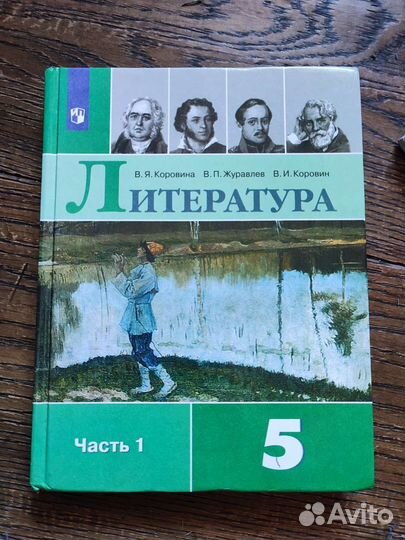 В. Я. Коровина В. П. Журавлев В. И. Коровин
ЛИТЕРАТУРА
Часть 1
5
Avito